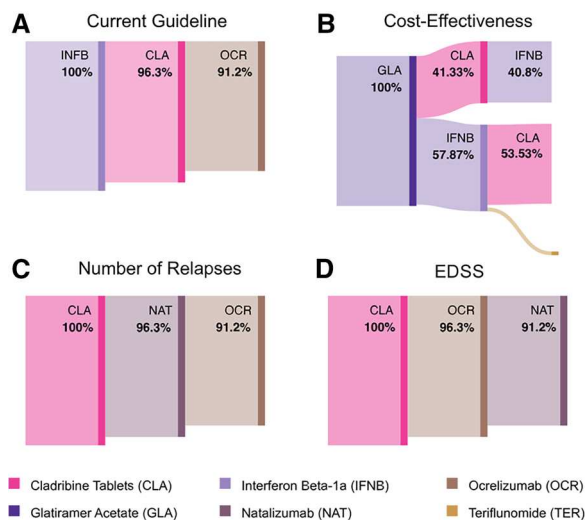 A
Current Guideline
INFB
100%
CLA
96.3%
OCR
91.2%
B
Cost-Effectiveness
GLA
100%
CLA
41.33%
IFNB
40.8%
IFNB
57.87%
CLA
53.53%
C
Number of Relapses
CLA
100%
NAT
96.3%
OCR
91.2%
D
EDSS
CLA
100%
OCR
96.3%
NAT
91.2%
Cladribine Tablets (CLA)
Interferon Beta-1a (IFNB)
Ocrelizumab (OCR)
Glatiramer Acetate (GLA)
Natalizumab (NAT)
Teriflunomide (TER)